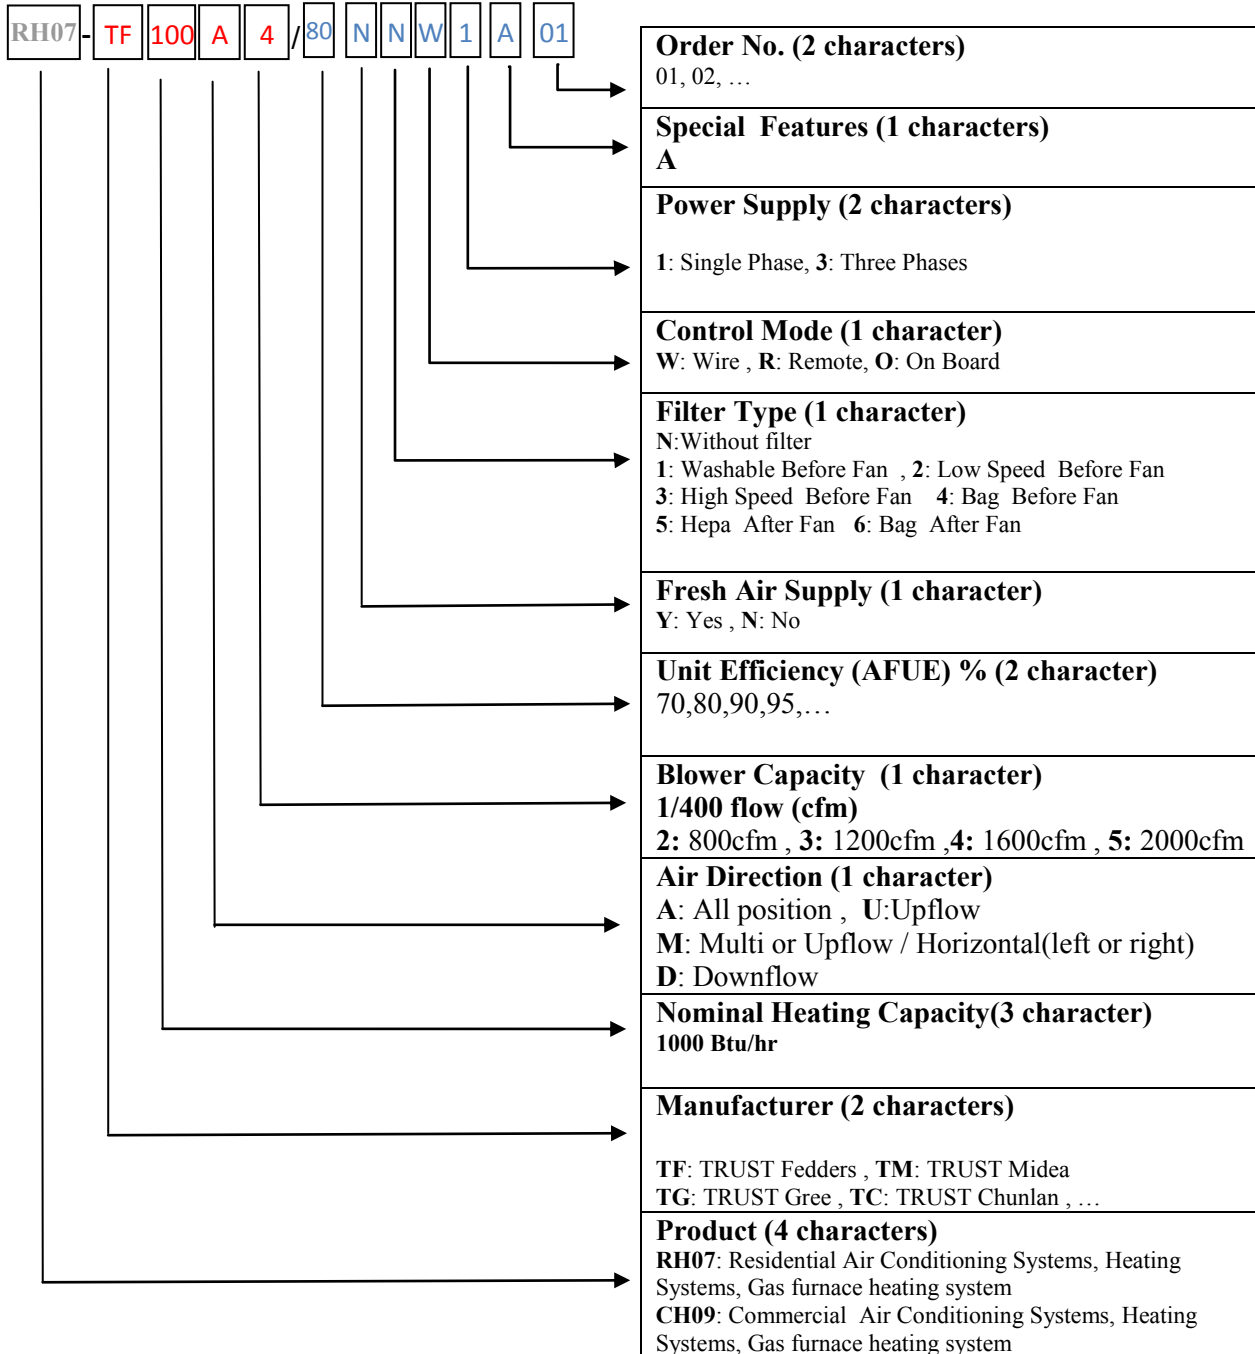 RH07-TF 100 A 4 /80 N N W 1 A 01
Order No. (2 characters)
01, 02, …
Special Features (1 characters)
A
Power Supply (2 characters)
1: Single Phase, 3: Three Phases
Control Mode (1 character)
W: Wire , R: Remote, O: On Board
Filter Type (1 character)
N:Without filter
1: Washable Before Fan , 2: Low Speed Before Fan
3: High Speed Before Fan 4: Bag Before Fan
5: Hepa After Fan 6: Bag After Fan
Fresh Air Supply (1 character)
Y: Yes , N: No
Unit Efficiency (AFUE) % (2 character)
70,80,90,95,…
Blower Capacity (1 character)
1/400 flow (cfm)
2: 800cfm , 3: 1200cfm ,4: 1600cfm , 5: 2000cfm
Air Direction (1 character)
A: All position , U:Upflow
M: Multi or Upflow / Horizontal(left or right)
D: Downflow
Nominal Heating Capacity(3 character)
1000 Btu/hr
Manufacturer (2 characters)
TF: TRUST Fedders , TM: TRUST Midea
TG: TRUST Gree , TC: TRUST Chunlan , …
Product (4 characters)
RH07: Residential Air Conditioning Systems, Heating
Systems, Gas furnace heating system
CH09: Commercial Air Conditioning Systems, Heating
Systems, Gas furnace heating system